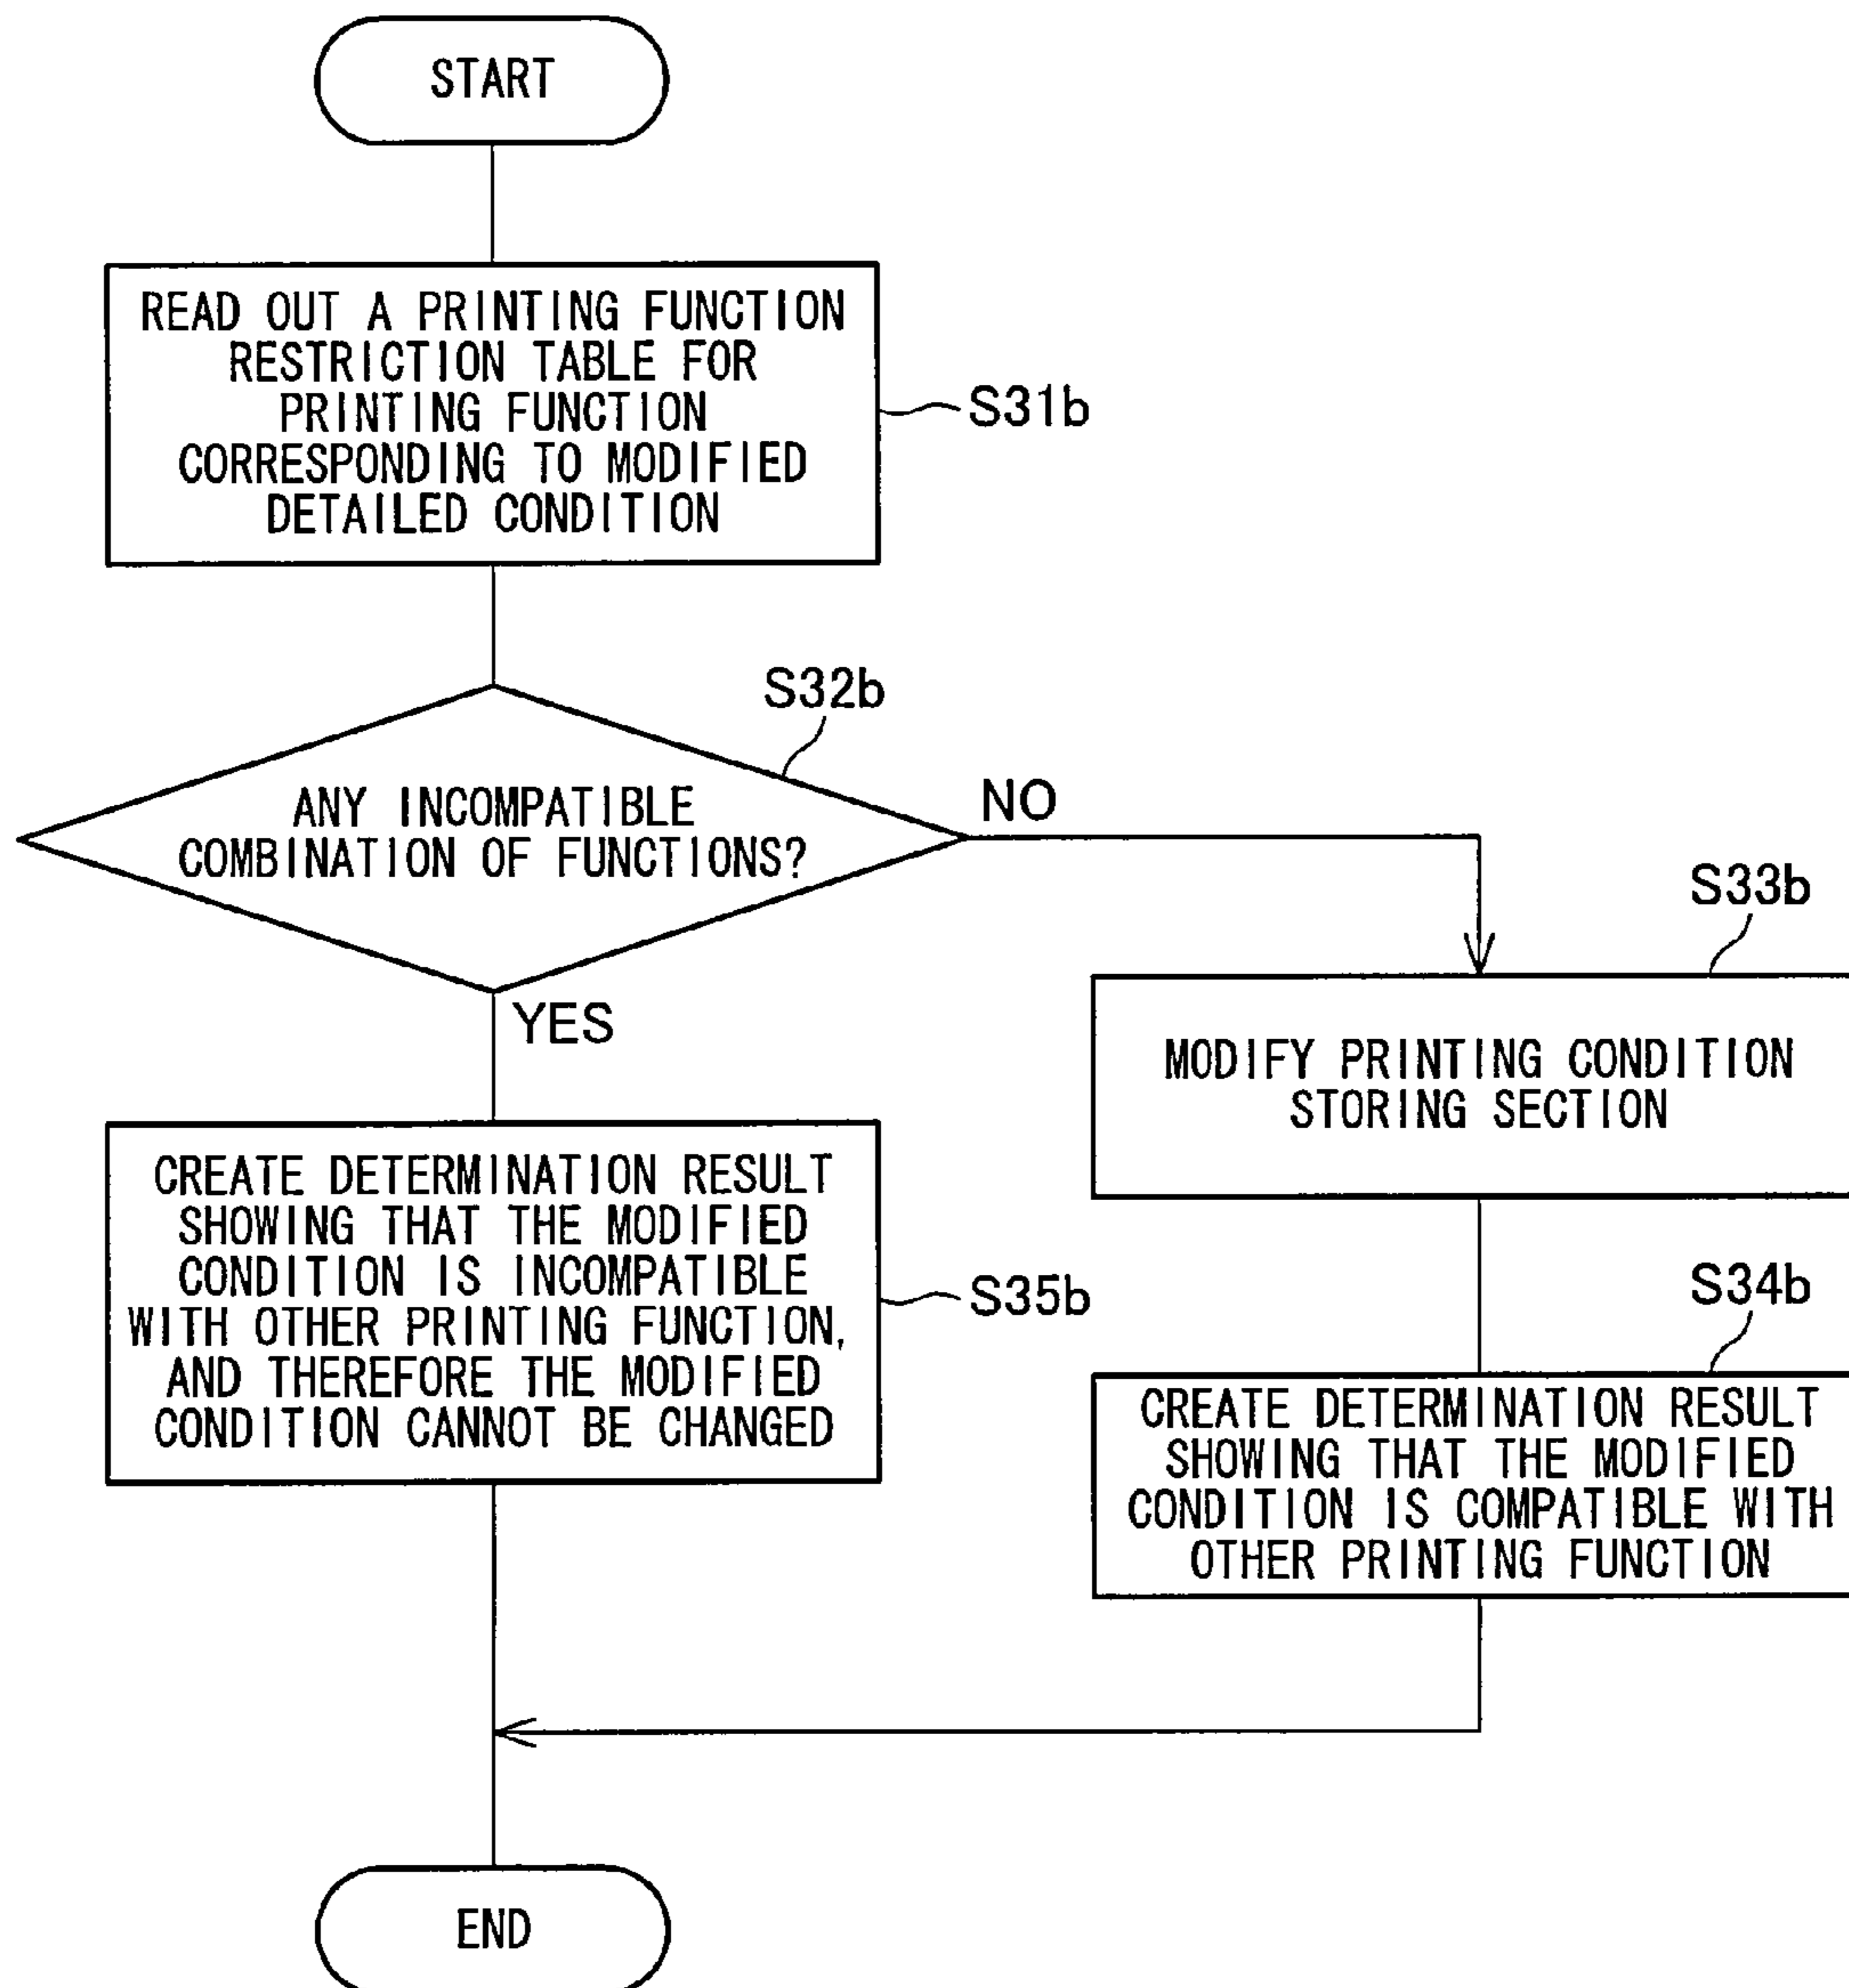 START
READ OUT A PRINTING FUNCTION
RESTRICTION TABLE FOR
PRINTING FUNCTION
CORRESPONDING TO MODIFIED
DETAILED CONDITION
S31b
S32b
ANY INCOMPATIBLE
COMBINATION OF FUNCTIONS?
NO
YES
S33b
MODIFY PRINTING CONDITION
STORING SECTION
S34b
CREATE DETERMINATION RESULT
SHOWING THAT THE MODIFIED
CONDITION IS COMPATIBLE WITH
OTHER PRINTING FUNCTION
CREATE DETERMINATION RESULT
SHOWING THAT THE MODIFIED
CONDITION IS INCOMPATIBLE
WITH OTHER PRINTING FUNCTION,
AND THEREFORE THE MODIFIED
CONDITION CANNOT BE CHANGED
S35b
END